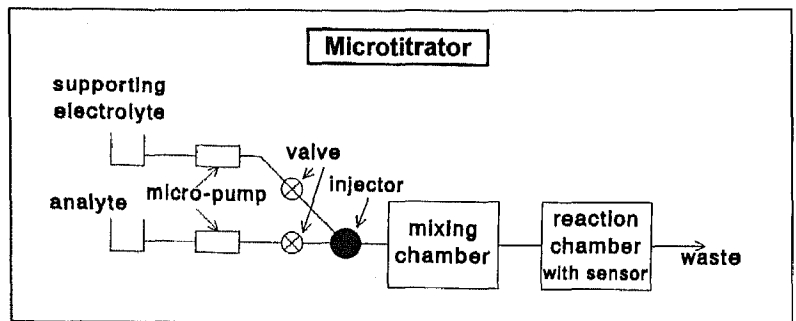 Microtitrator
supporting
electrolyte
valve
micro-pump
injector
analyte
mixing
chamber
reaction
chamber
with sensor
waste